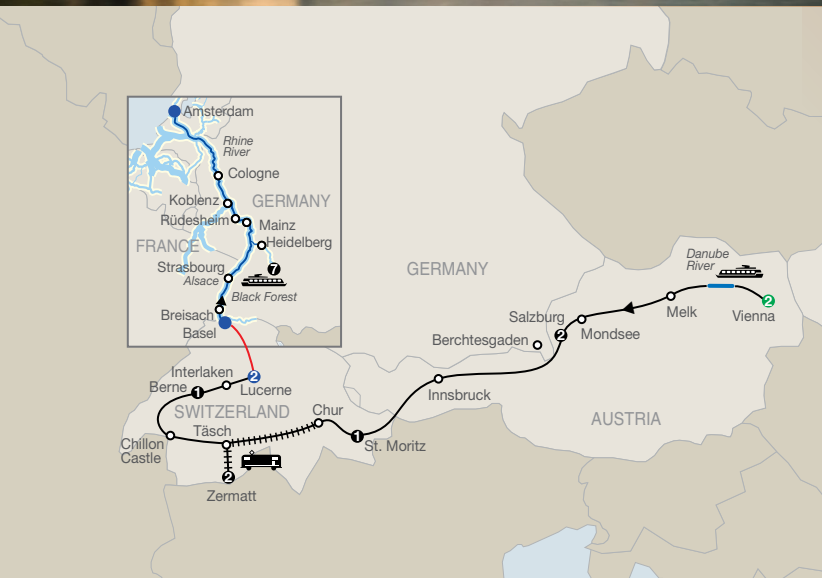 Amsterdam
Rhine
River
Cologne
Koblenz
GERMANY
Rüdesheim
Mainz
FRANCE
Heidelberg
Strasbourg
7
Alsace
Black Forest
Breisach
Basel
GERMANY
Danube
River
2
Vienna
Melk
Salzburg
Mondsee
2
Berchtesgaden
Innsbruck
AUSTRIA
Interlaken
2
Berne
1
Lucerne
SWITZERLAND
Chur
Täsch
1
St. Moritz
Chillon
Castle
2
Zermatt